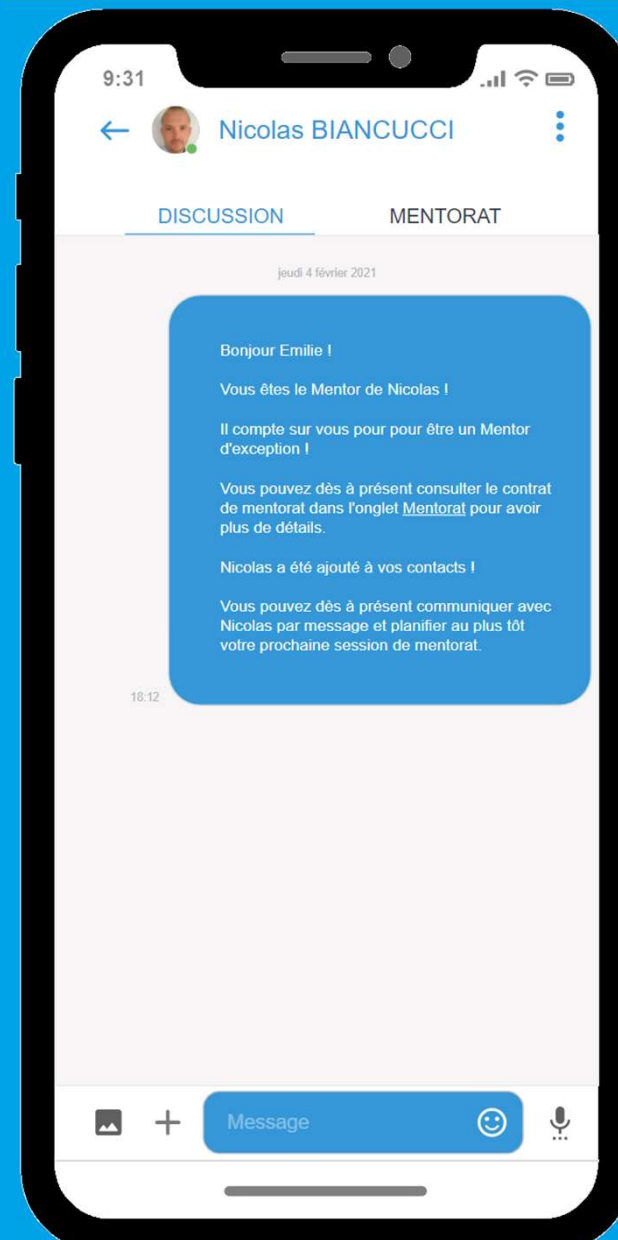 9:31
Nicolas BIANCUCCI
DISCUSSION MENTORAT
jeudi 4 février 2021
Bonjour Emilie !
Vous êtes le Mentor de Nicolas !
Il compte sur vous pour pour être un Mentor
d'exception !
Vous pouvez dès à présent consulter le contrat
de mentorat dans l'onglet Mentorat pour avoir
plus de détails.
Nicolas a été ajouté à vos contacts !
Vous pouvez dès à présent communiquer avec
Nicolas par message et planifier au plus tôt
votre prochaine session de mentorat.
18:12
Message